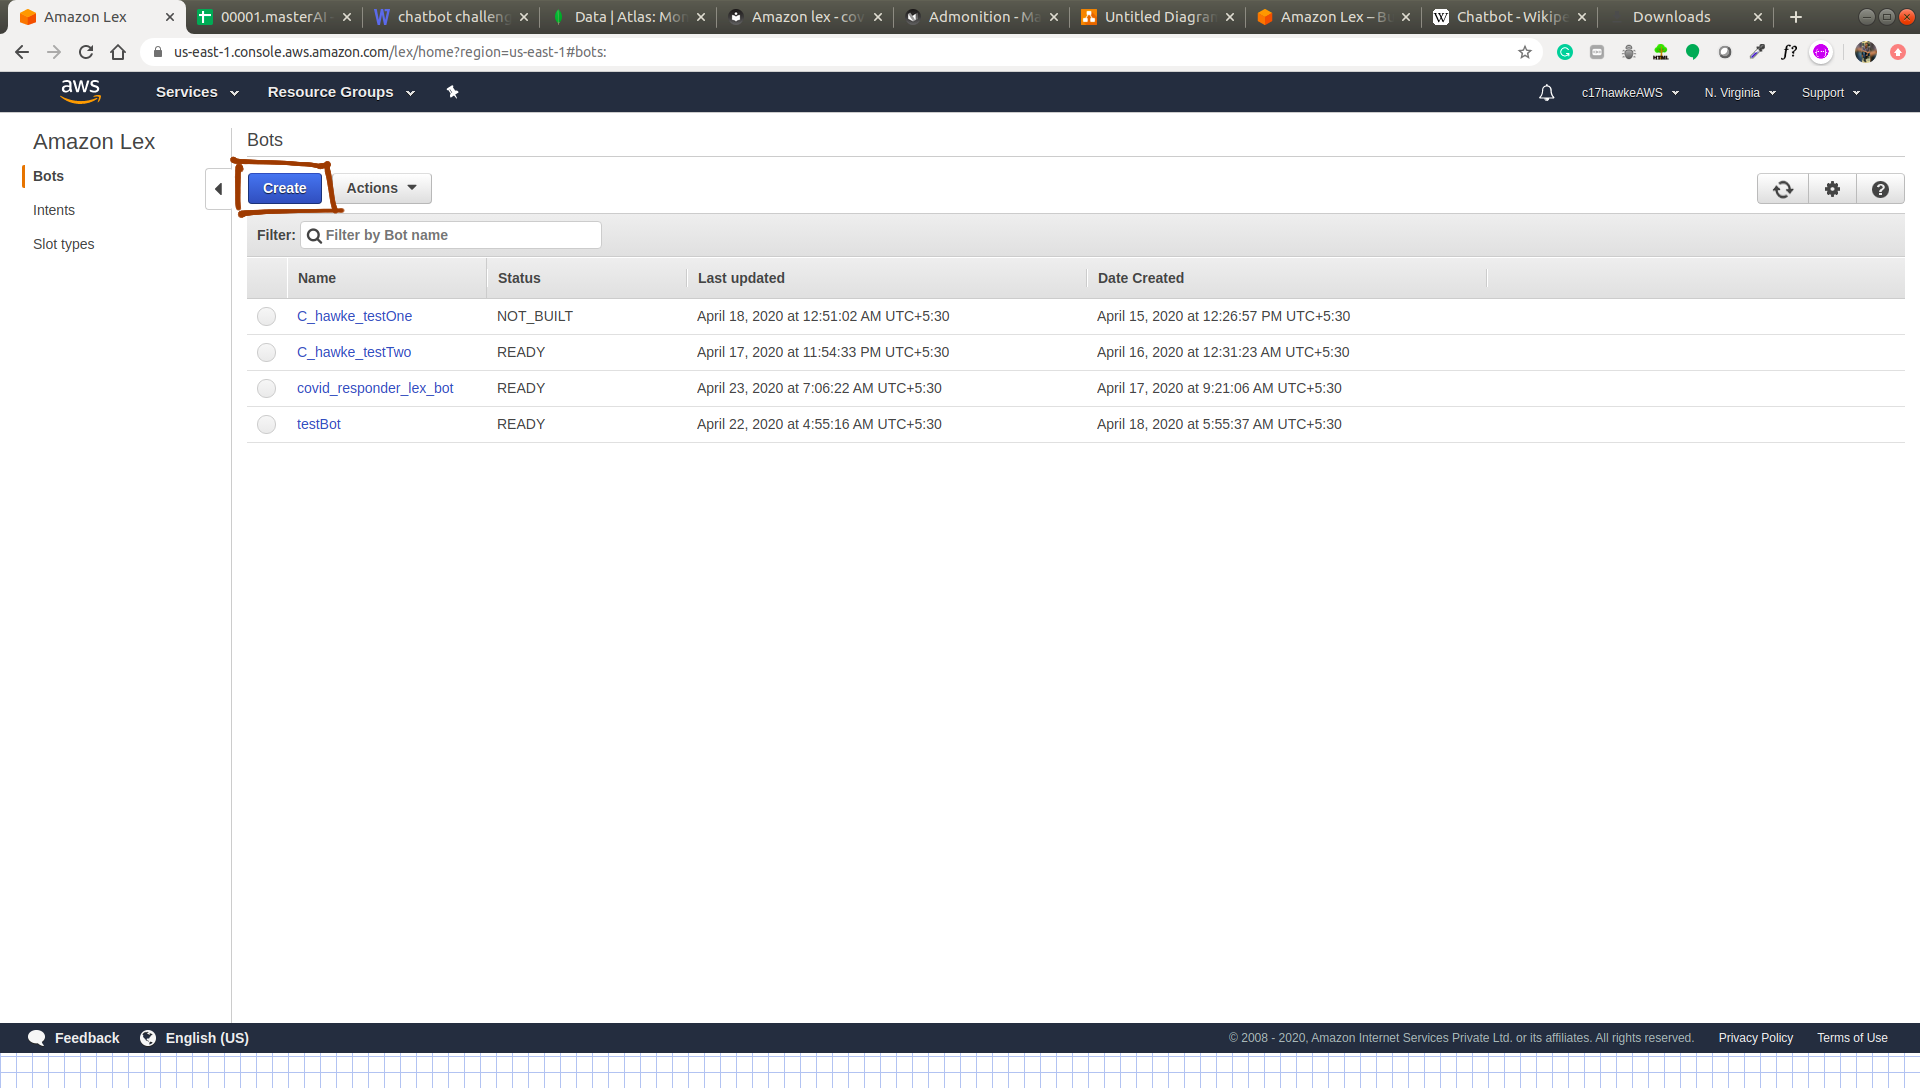 Amazon Lex
00001.masterAI
chatbot challeng
Data | Atlas: Mon
Amazon lex - cov
Admonition - Ma
Untitled Diagram
Amazon Lex – Bu
Chatbot - Wikipe
Downloads
us-east-1.console.aws.amazon.com/lex/home?region=us-east-1#bots:
HTML
f?
aws
Services
Resource Groups
c17hawkeAWS
N. Virginia
Support
Amazon Lex
Bots
Intents
Slot types
Bots
Create
Actions
Filter: Filter by Bot name
Name Status Last updated Date Created
C_hawke_testOne NOT_BUILT April 18, 2020 at 12:51:02 AM UTC+5:30 April 15, 2020 at 12:26:57 PM UTC+5:30
C_hawke_testTwo READY April 17, 2020 at 11:54:33 PM UTC+5:30 April 16, 2020 at 12:31:23 AM UTC+5:30
covid_responder_lex_bot READY April 23, 2020 at 7:06:22 AM UTC+5:30 April 17, 2020 at 9:21:06 AM UTC+5:30
testBot READY April 22, 2020 at 4:55:16 AM UTC+5:30 April 18, 2020 at 5:55:37 AM UTC+5:30
Feedback
English (US)
© 2008 - 2020, Amazon Internet Services Private Ltd. or its affiliates. All rights reserved.
Privacy Policy
Terms of Use